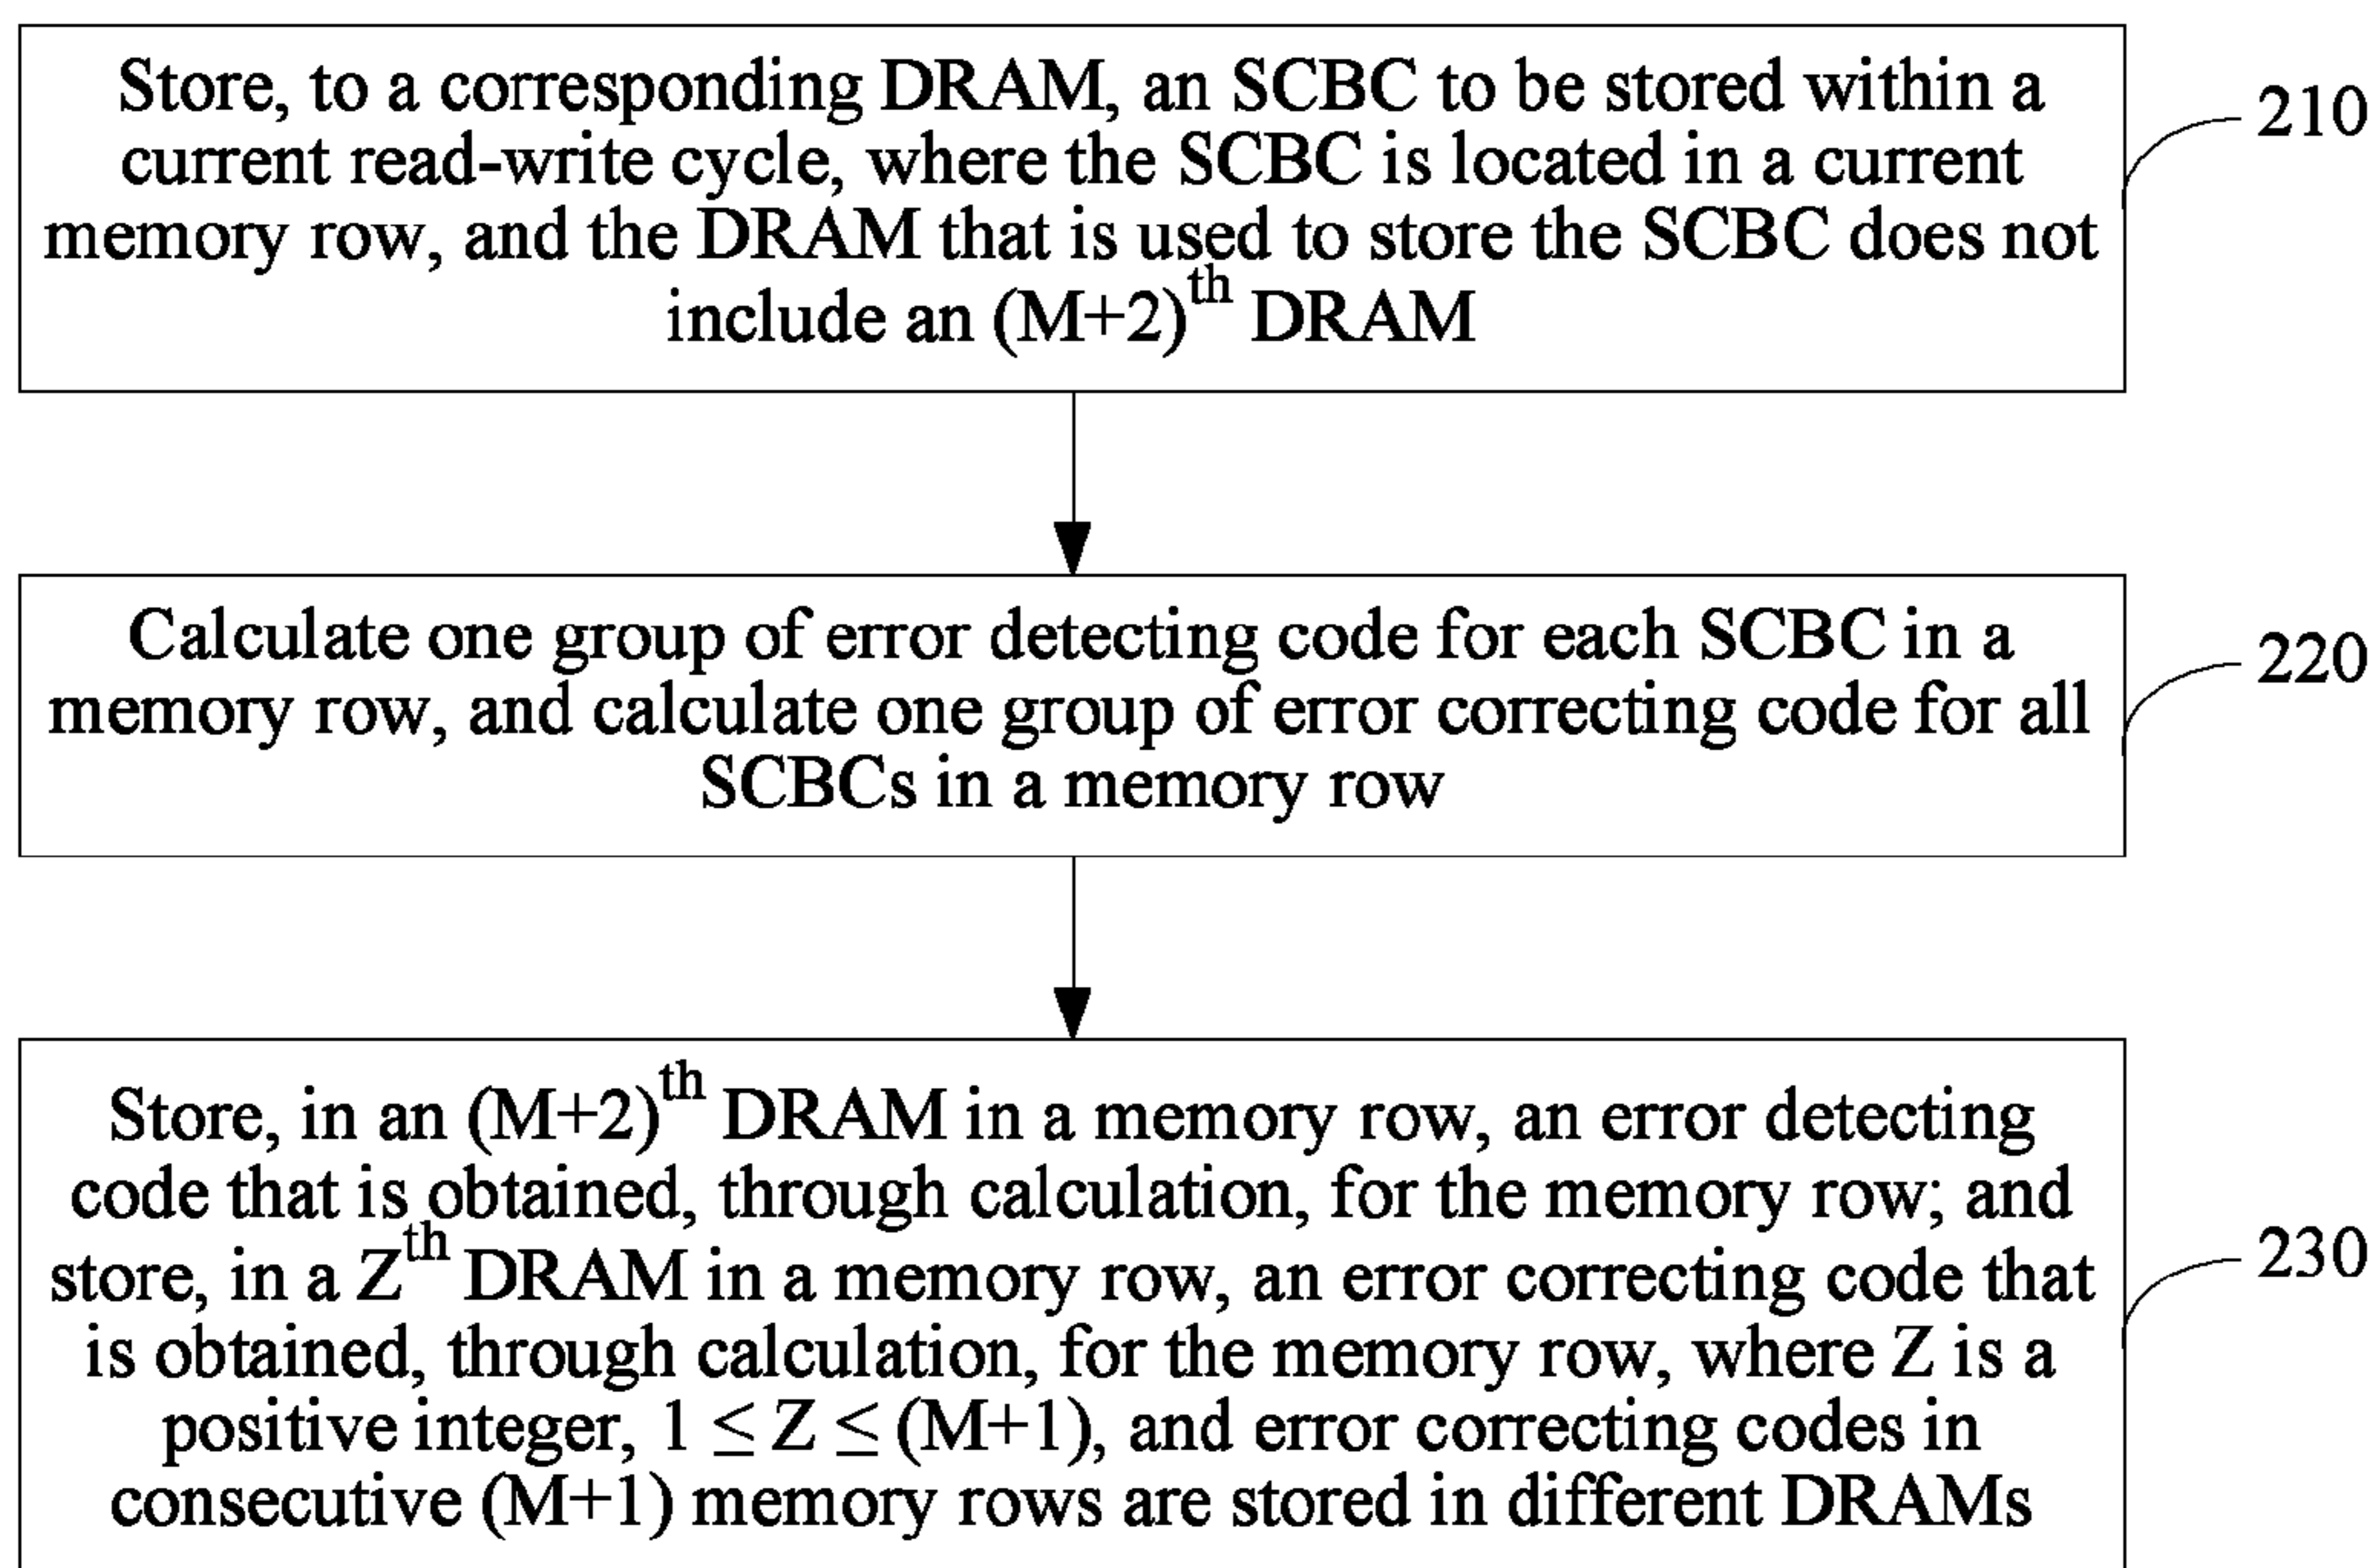 Store, to a corresponding DRAM, an SCBC to be stored within a
current read-write cycle, where the SCBC is located in a current
memory row, and the DRAM that is used to store the SCBC does not
include an (M+2)th DRAM
210
Calculate one group of error detecting code for each SCBC in a
memory row, and calculate one group of error correcting code for all
SCBCs in a memory row
220
Store, in an (M+2)th DRAM in a memory row, an error detecting
code that is obtained, through calculation, for the memory row; and
store, in a Zth DRAM in a memory row, an error correcting code that
is obtained, through calculation, for the memory row, where Z is a
positive integer, 1 ≤ Z ≤ (M+1), and error correcting codes in
consecutive (M+1) memory rows are stored in different DRAMs
230